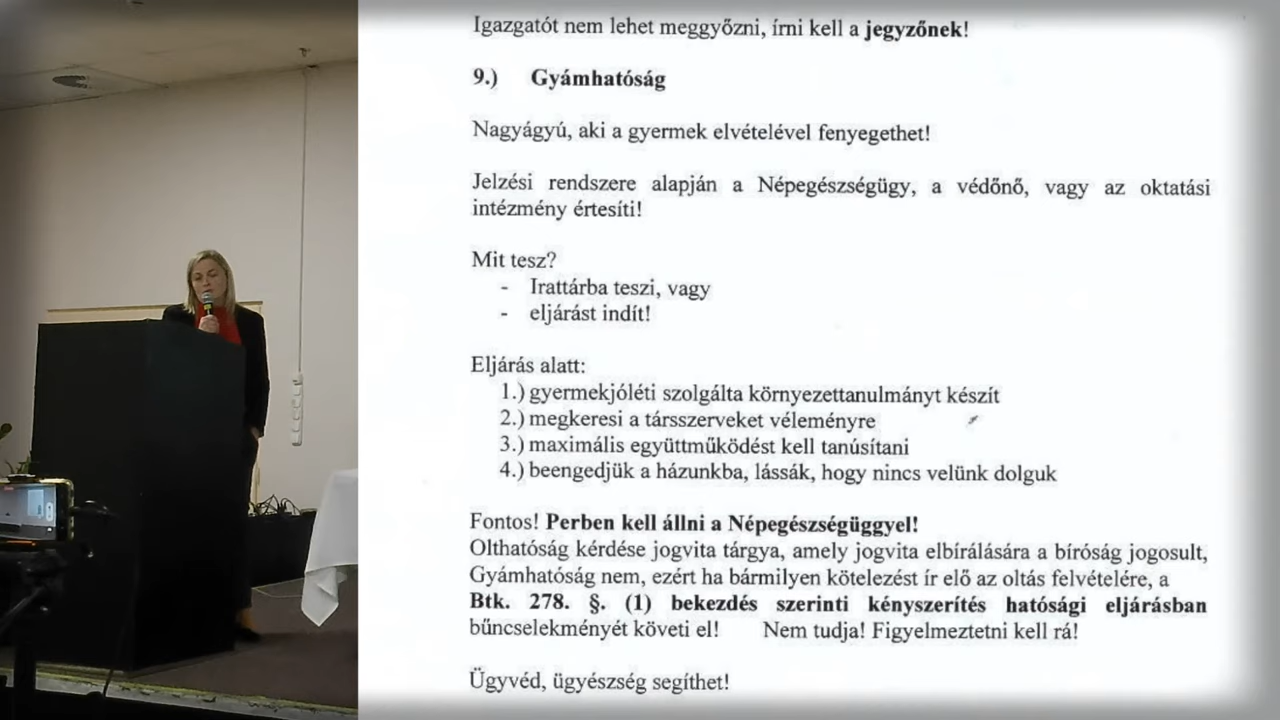 Igazgatót nem lehet meggyőzni, írni kell a jegyzőnek!
9.) Gyámhatóság
Nagyágyú, aki a gyermek elvételével fenyegethet!
Jelzési rendszere alapján a Népegészségügy, a védőnő, vagy az oktatási
intézmény értesíti!
Mit tesz?
- Irattárba teszi, vagy
- eljárást indít!
Eljárás alatt:
1.) gyermekjóléti szolgálta környezettanulmányt készít
2.) megkeresi a társszerveket véleményre
3.) maximális együttműködést kell tanúsítani
4.) beengedjük a házunkba, lássák, hogy nincs velünk dolguk
Fontos! Perben kell állni a Népegészségüggyel!
Olthatóság kérdése jogvita tárgya, amely jogvita elbírálására a bíróság jogosult,
Gyámhatóság nem, ezért ha bármilyen kötelezést ír elő az oltás felvételére, a
Btk. 278. §. (1) bekezdés szerinti kényszerítés hatósági eljárásban
bűncselekményét követi el! Nem tudja! Figyelmeztetni kell rá!
Ügyvéd, ügyészség segíthet!